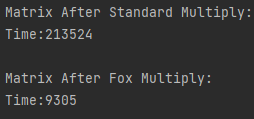 Matrix After Standard Multiply:
Time:213524
Matrix After Fox Multiply:
Time:9305